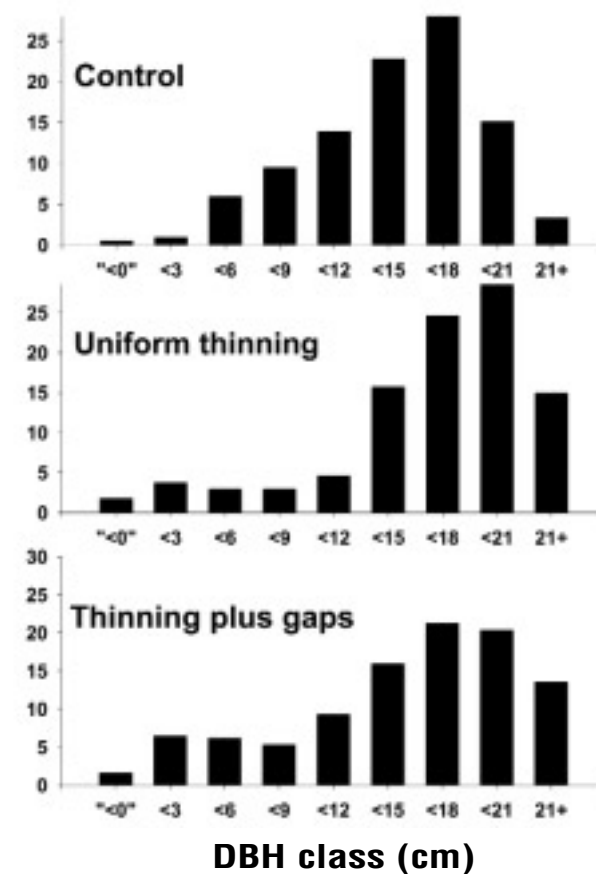 25
Control
20
15
10
5
0
"<0" <3 <6 <9 <12 <15 <18 <21 21+
25
Uniform thinning
20
15
10
5
0
"<0" <3 <6 <9 <12 <15 <18 <21 21+
30
25
Thinning plus gaps
20
15
10
5
0
"<0" <3 <6 <9 <12 <15 <18 <21 21+
DBH class (cm)